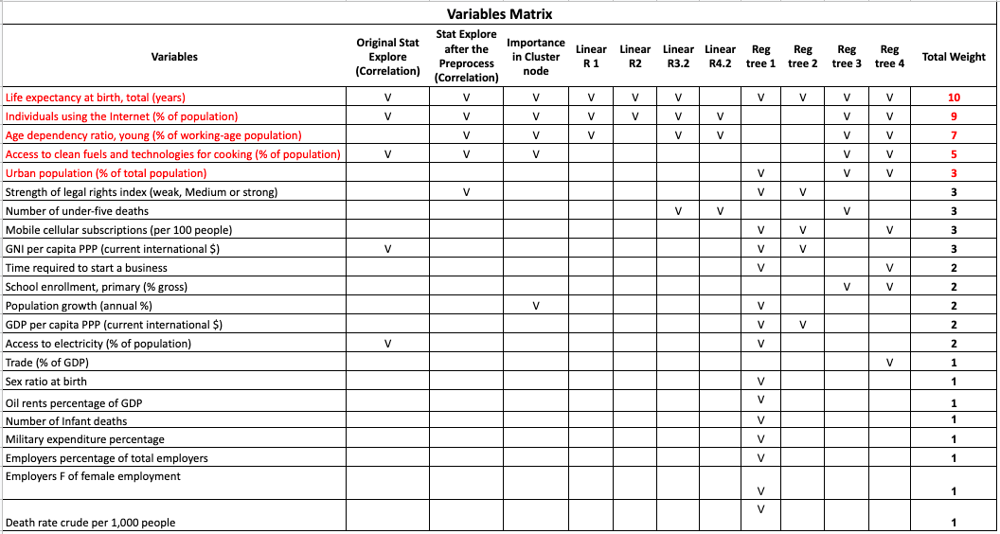 Variables Matrix
Variables Original Stat Explore (Correlation) Stat Explore after the Preprocess (Correlation) Importance in Cluster node Linear R 1 Linear R2 Linear R3.2 Linear R4.2 Reg tree 1 Reg tree 2 Reg tree 3 Reg tree 4 Total Weight
Life expectancy at birth, total (years) V V V V V V V V V V 10
Individuals using the Internet (% of population) V V V V V V V V V 9
Age dependency ratio, young (% of working-age population) V V V V V V V 7
Access to clean fuels and technologies for cooking (% of population) V V V V V 5
Urban population (% of total population) V V V 3
Strength of legal rights index (weak, Medium or strong) V V V 3
Number of under-five deaths V V V 3
Mobile cellular subscriptions (per 100 people) V V V 3
GNI per capita PPP (current international $) V V V 3
Time required to start a business V V 2
School enrollment, primary (% gross) V V 2
Population growth (annual %) V V 2
GDP per capita PPP (current international $) V V 2
Access to electricity (% of population) V V 2
Trade (% of GDP) V 1
Sex ratio at birth V 1
Oil rents percentage of GDP V 1
Number of Infant deaths V 1
Military expenditure percentage V 1
Employers percentage of total employers V 1
Employers F of female employment V 1
Death rate crude per 1,000 people V 1